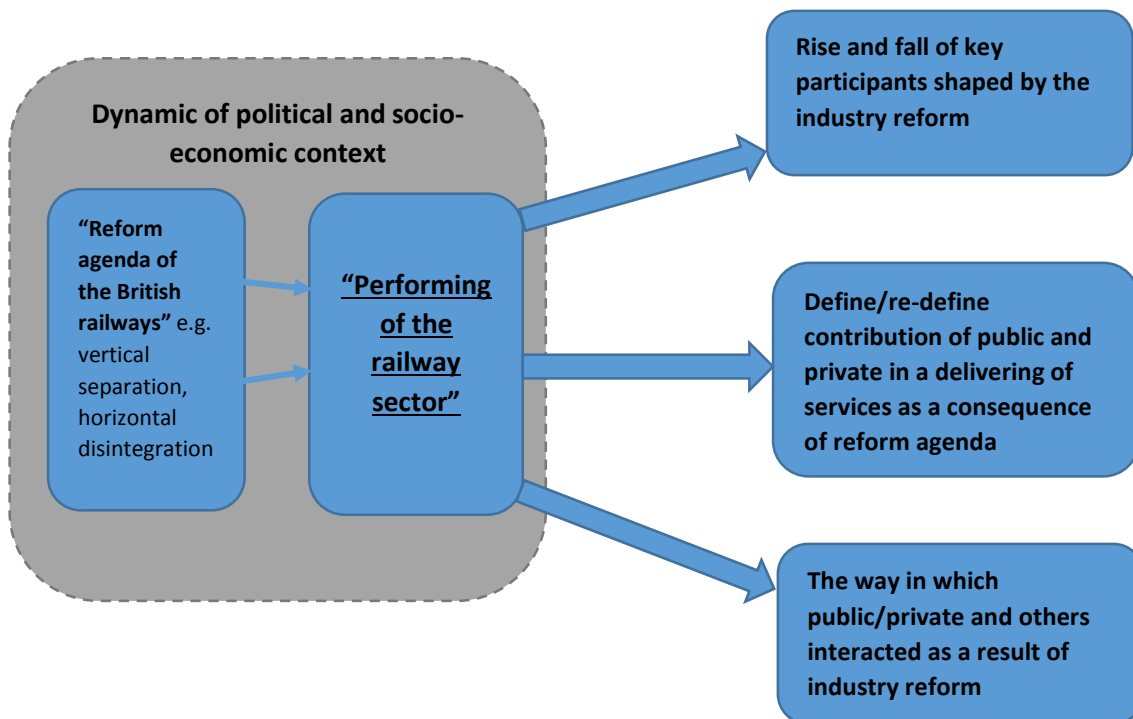 Dynamic of political and socio-
economic context
“Reform
agenda of
the British
railways” e.g.
vertical
separation,
horizontal
disintegration
“Performing
of the
railway
sector”
Rise and fall of key
participants shaped by the
industry reform
Define/re-define
contribution of public and
private in a delivering of
services as a consequence
of reform agenda
The way in which
public/private and others
interacted as a result of
industry reform